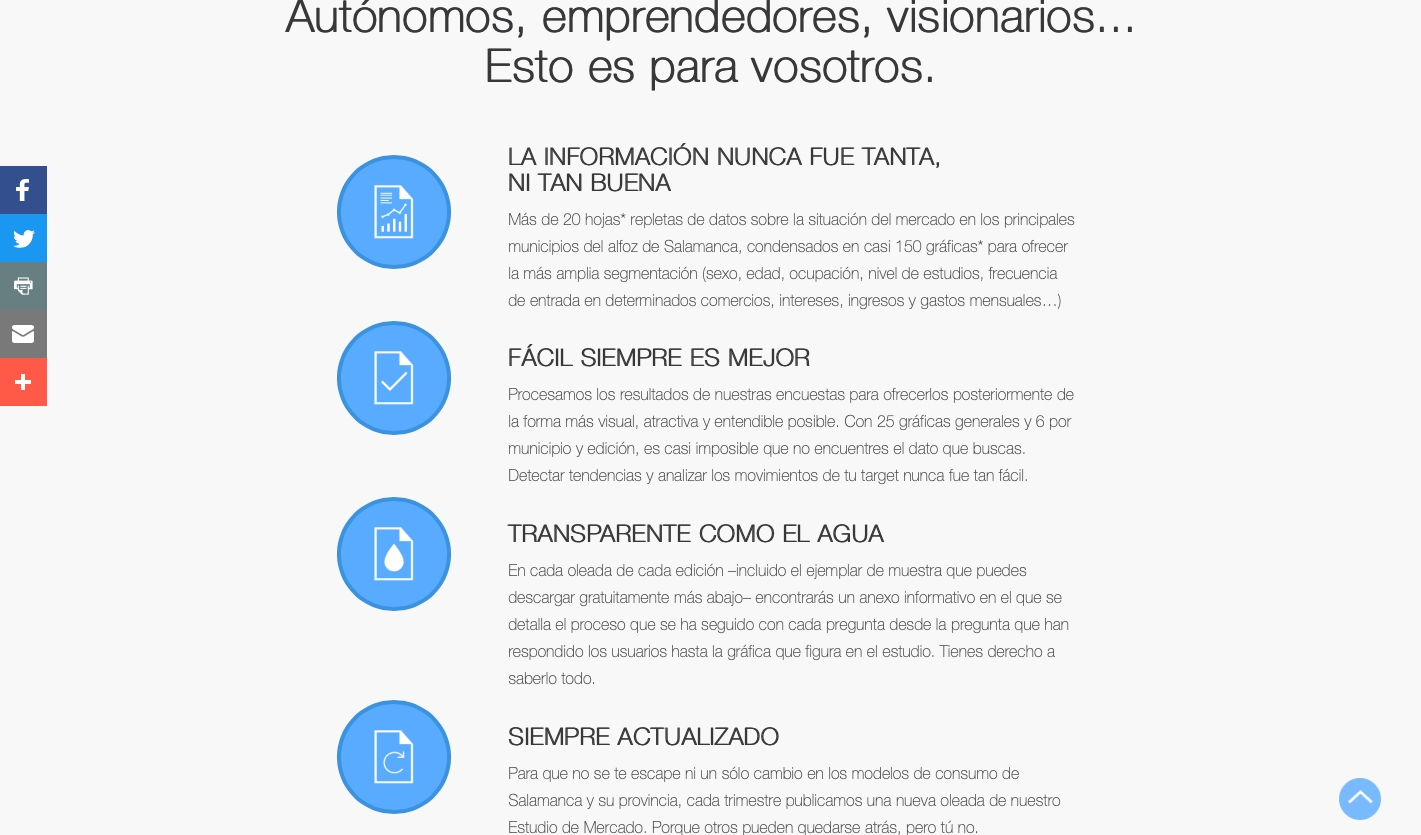 Autónomos, emprendedores, visionarios...
Esto es para vosotros.
LA INFORMACIÓN NUNCA FUE TANTA,
NI TAN BUENA
Más de 20 hojas* repletas de datos sobre la situación del mercado en los principales
municipios del alfoz de Salamanca, condensados en casi 150 gráficas* para ofrecer
la más amplia segmentación (sexo, edad, ocupación, nivel de estudios, frecuencia
de entrada en determinados comercios, intereses, ingresos y gastos mensuales…)
FÁCIL SIEMPRE ES MEJOR
Procesamos los resultados de nuestras encuestas para ofrecerlos posteriormente de
la forma más visual, atractiva y entendible posible. Con 25 gráficas generales y 6 por
municipio y edición, es casi imposible que no encuentres el dato que buscas.
Detectar tendencias y analizar los movimientos de tu target nunca fue tan fácil.
TRANSPARENTE COMO EL AGUA
En cada oleada de cada edición –incluido el ejemplar de muestra que puedes
descargar gratuitamente más abajo– encontrarás un anexo informativo en el que se
detalla el proceso que se ha seguido con cada pregunta desde la pregunta que han
respondido los usuarios hasta la gráfica que figura en el estudio. Tienes derecho a
saberlo todo.
SIEMPRE ACTUALIZADO
Para que no se te escape ni un sólo cambio en los modelos de consumo de
Salamanca y su provincia, cada trimestre publicamos una nueva oleada de nuestro
Estudio de Mercado. Porque otros pueden quedarse atrás, pero tú no.